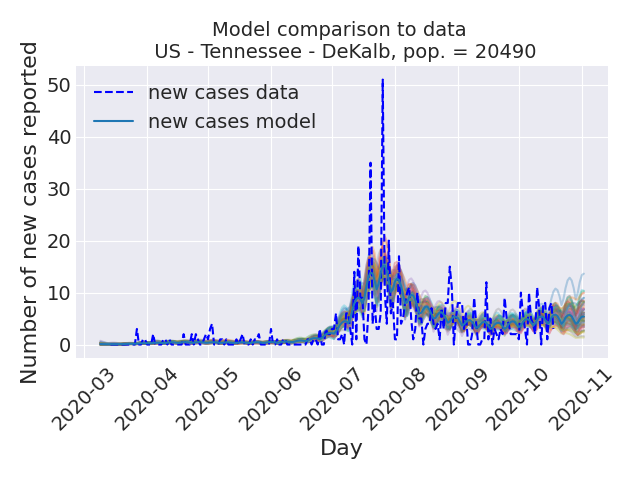 Model comparison to data
US - Tennessee - DeKalb, pop. = 20490
Number of new cases reported
50
40
30
20
10
0
new cases data
new cases model
2020-03
2020-04
2020-05
2020-06
2020-07
2020-08
2020-09
2020-10
2020-11
Day